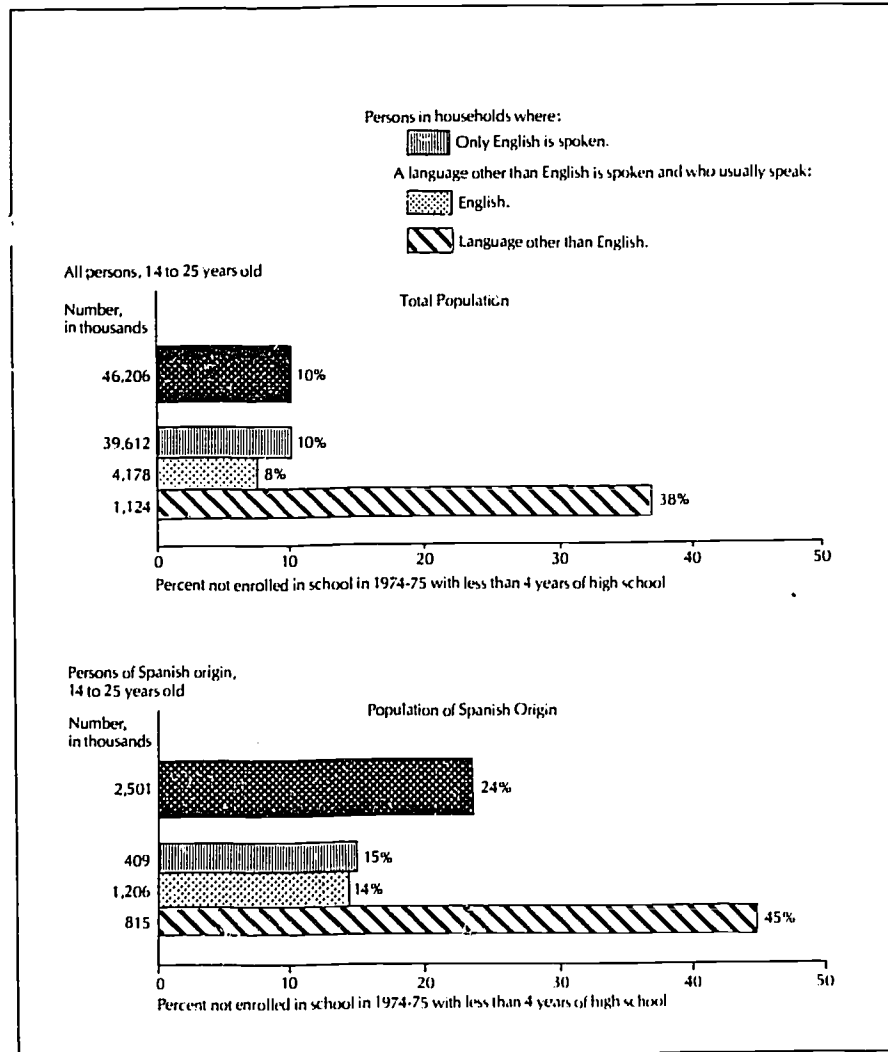 Persons in households where:
Only English is spoken.
A language other than English is spoken and who usually speak:
English.
Language other than English.
All persons, 14 to 25 years old
Total Population
Number,
in thousands
46,206
10%
39,612
10%
4,178
8%
1,124
38%
0 10 20 30 40 50
Percent not enrolled in school in 1974-75 with less than 4 years of high school
Persons of Spanish origin,
14 to 25 years old
Population of Spanish Origin
Number,
in thousands
2,501
24%
409
15%
1,206
14%
815
45%
0 10 20 30 40 50
Percent not enrolled in school in 1974-75 with less than 4 years of high school